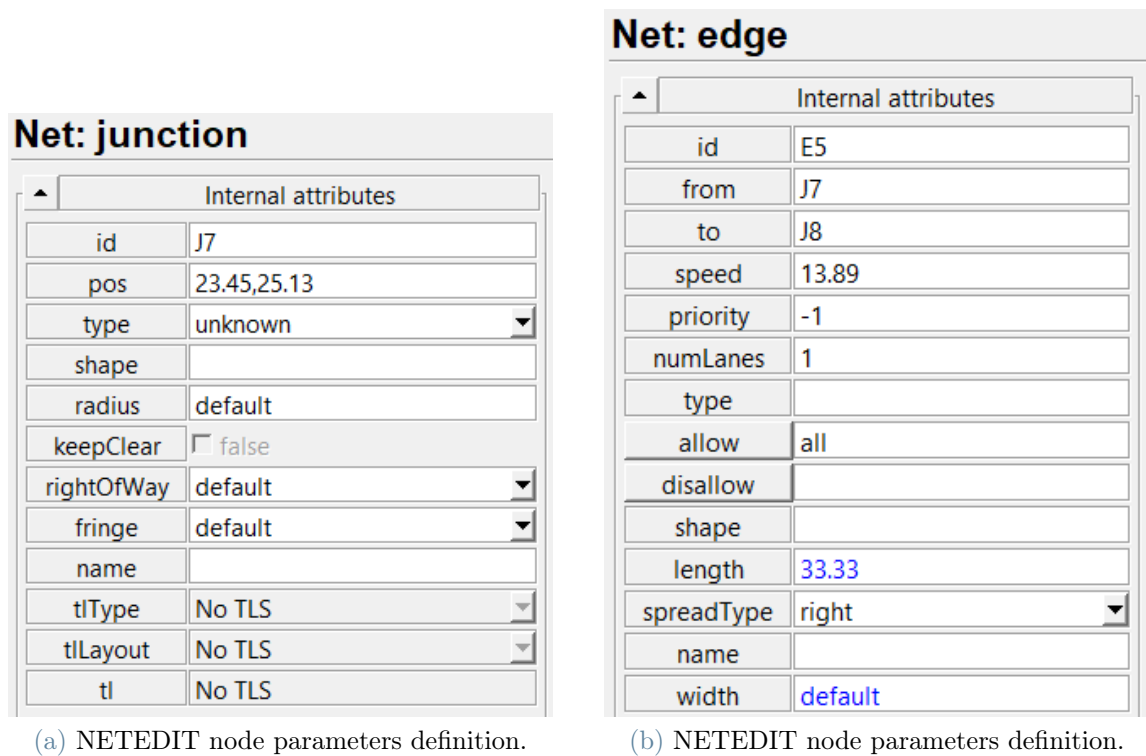 Net: junction
Internal attributes
id J7
pos 23.45,25.13
type unknown
shape
radius default
keepClear false
rightOfWay default
fringe default
name
tlType No TLS
tlLayout No TLS
tl No TLS
(a) NETEDIT node parameters definition.
Net: edge
Internal attributes
id E5
from J7
to J8
speed 13.89
priority -1
numLanes 1
type
allow all
disallow
shape
length 33.33
spreadType right
name
width default
(b) NETEDIT node parameters definition.